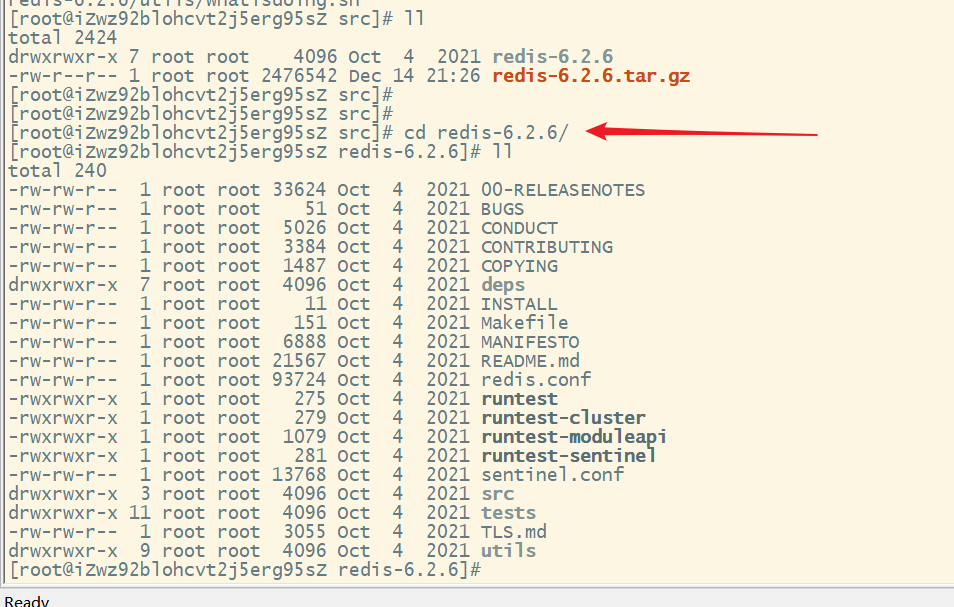 redis-6.2.6/utils/whatisdoing.sh
[root@iZwz92blohcvt2j5erg95sZ src]# ll
total 2424
drwxrwxr-x 7 root root    4096 Oct  4  2021 redis-6.2.6
-rw-r--r-- 1 root root 2476542 Dec 14 21:26 redis-6.2.6.tar.gz
[root@iZwz92blohcvt2j5erg95sZ src]#
[root@iZwz92blohcvt2j5erg95sZ src]#
[root@iZwz92blohcvt2j5erg95sZ src]# cd redis-6.2.6/
[root@iZwz92blohcvt2j5erg95sZ redis-6.2.6]# ll
total 240
-rw-rw-r--  1 root root 33624 Oct  4  2021 00-RELEASENOTES
-rw-rw-r--  1 root root    51 Oct  4  2021 BUGS
-rw-rw-r--  1 root root  5026 Oct  4  2021 CONDUCT
-rw-rw-r--  1 root root  3384 Oct  4  2021 CONTRIBUTING
-rw-rw-r--  1 root root  1487 Oct  4  2021 COPYING
drwxrwxr-x  7 root root  4096 Oct  4  2021 deps
-rw-rw-r--  1 root root    11 Oct  4  2021 INSTALL
-rw-rw-r--  1 root root   151 Oct  4  2021 Makefile
-rw-rw-r--  1 root root  6888 Oct  4  2021 MANIFESTO
-rw-rw-r--  1 root root 21567 Oct  4  2021 README.md
-rw-rw-r--  1 root root 93724 Oct  4  2021 redis.conf
-rwxrwxr-x  1 root root   275 Oct  4  2021 runtest
-rwxrwxr-x  1 root root   279 Oct  4  2021 runtest-cluster
-rwxrwxr-x  1 root root  1079 Oct  4  2021 runtest-moduleapi
-rwxrwxr-x  1 root root   281 Oct  4  2021 runtest-sentinel
-rw-rw-r--  1 root root 13768 Oct  4  2021 sentinel.conf
drwxrwxr-x  3 root root  4096 Oct  4  2021 src
drwxrwxr-x 11 root root  4096 Oct  4  2021 tests
-rw-rw-r--  1 root root  3055 Oct  4  2021 TLS.md
drwxrwxr-x  9 root root  4096 Oct  4  2021 utils
[root@iZwz92blohcvt2j5erg95sZ redis-6.2.6]#
Ready